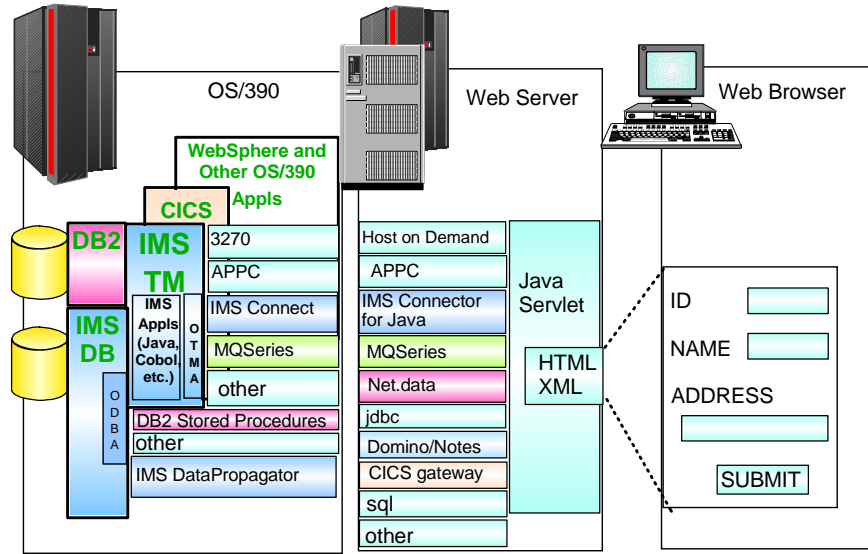 OS/390
WebSphere and
Other OS/390
Appls
CICS
DB2
IMS
TM
IMS
Appls
(Java,
Cobol,
etc.)
O
T
M
A
IMS
DB
O
D
B
A
3270
APPC
IMS Connect
MQSeries
other
DB2 Stored Procedures
other
IMS DataPropagator
Web Server
Host on Demand
APPC
IMS Connector
for Java
MQSeries
Net.data
jdbc
Domino/Notes
CICS gateway
sql
other
Java
Servlet
HTML
XML
Web Browser
ID
NAME
ADDRESS
SUBMIT